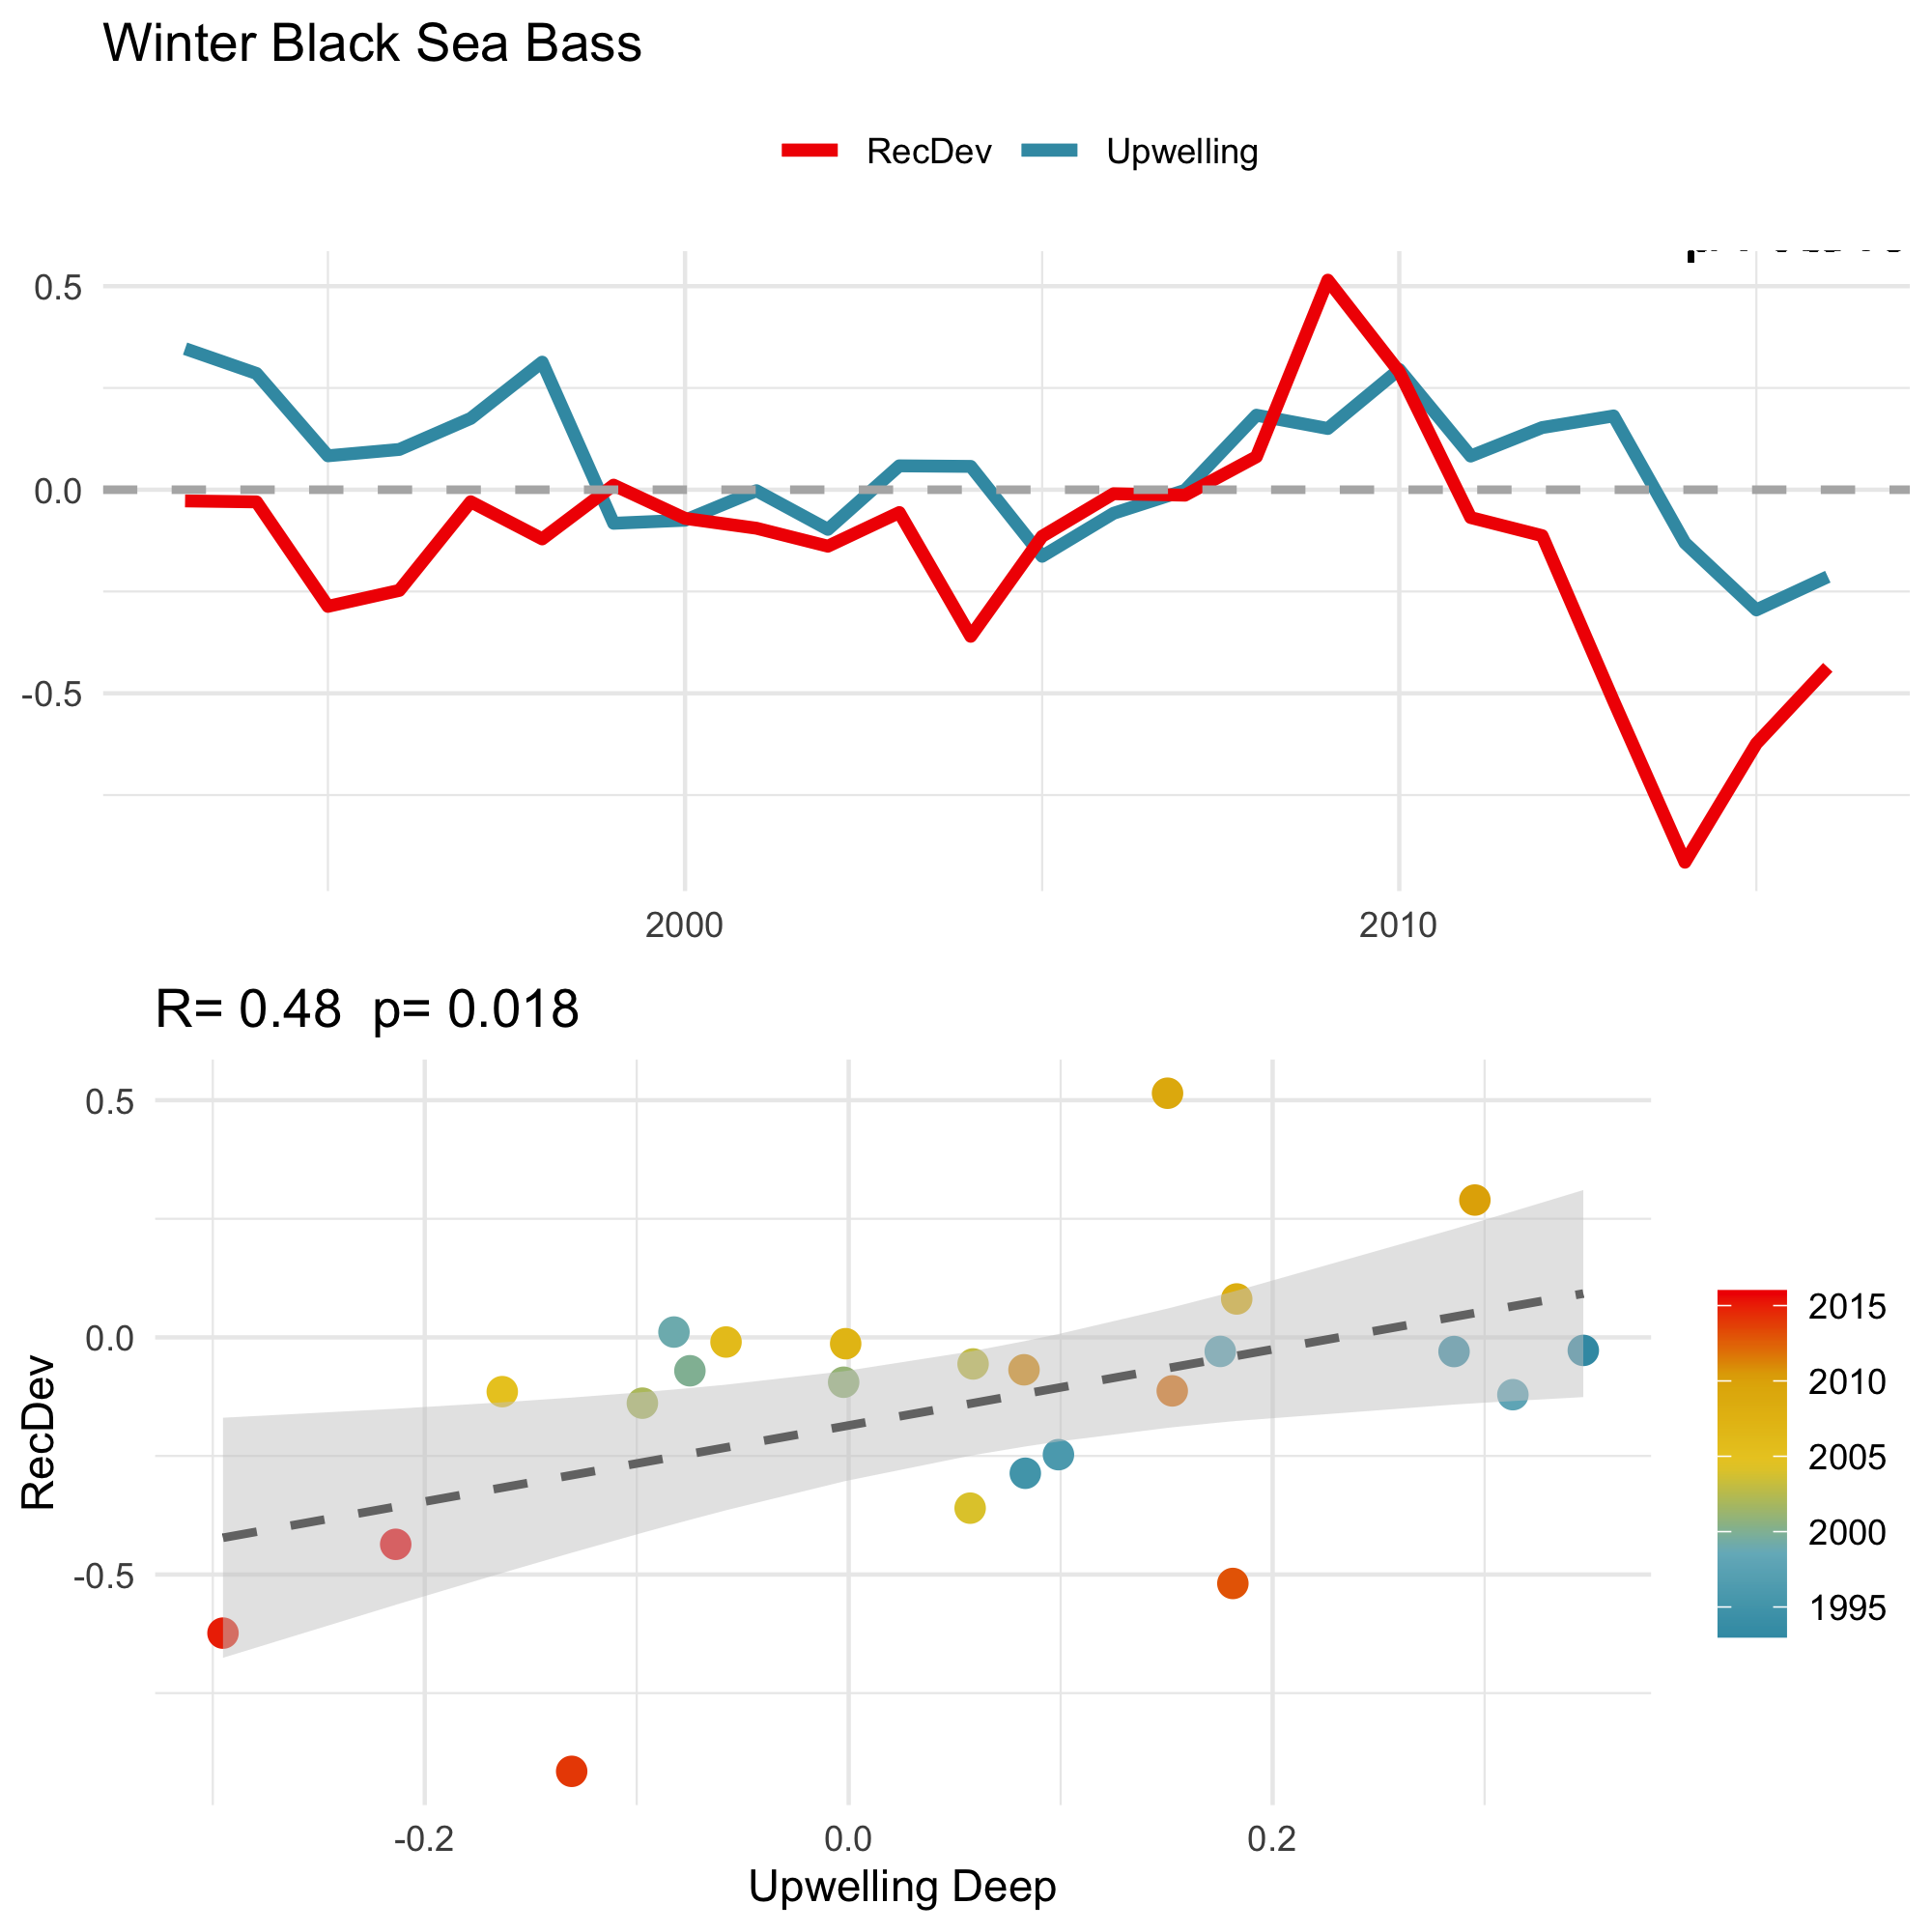 Winter Black Sea Bass
RecDev Upwelling
0.5
0.0
-0.5
2000 2010
R= 0.48 p= 0.018
0.5
0.0
-0.5
RecDev
-0.2 0.0 0.2
Upwelling Deep
2015
2010
2005
2000
1995